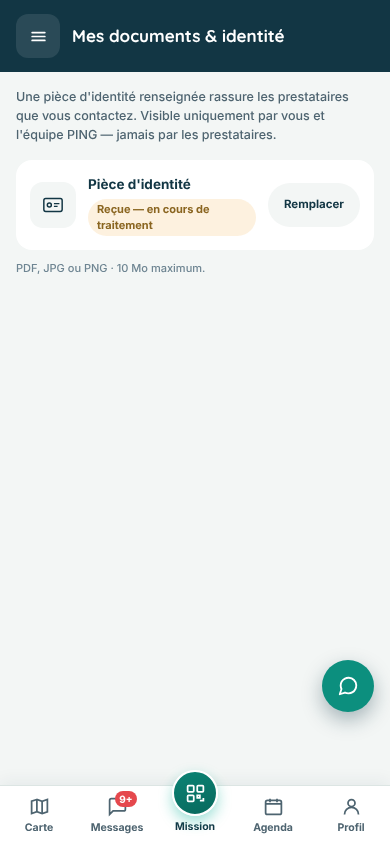 Mes documents & identité
Une pièce d'identité renseignée rassure les prestataires
que vous contactez. Visible uniquement par vous et
l'équipe PING — jamais par les prestataires.
Pièce d'identité
Reçue — en cours de
traitement
Remplacer
PDF, JPG ou PNG · 10 Mo maximum.
9+
Carte
Messages
Mission
Agenda
Profil